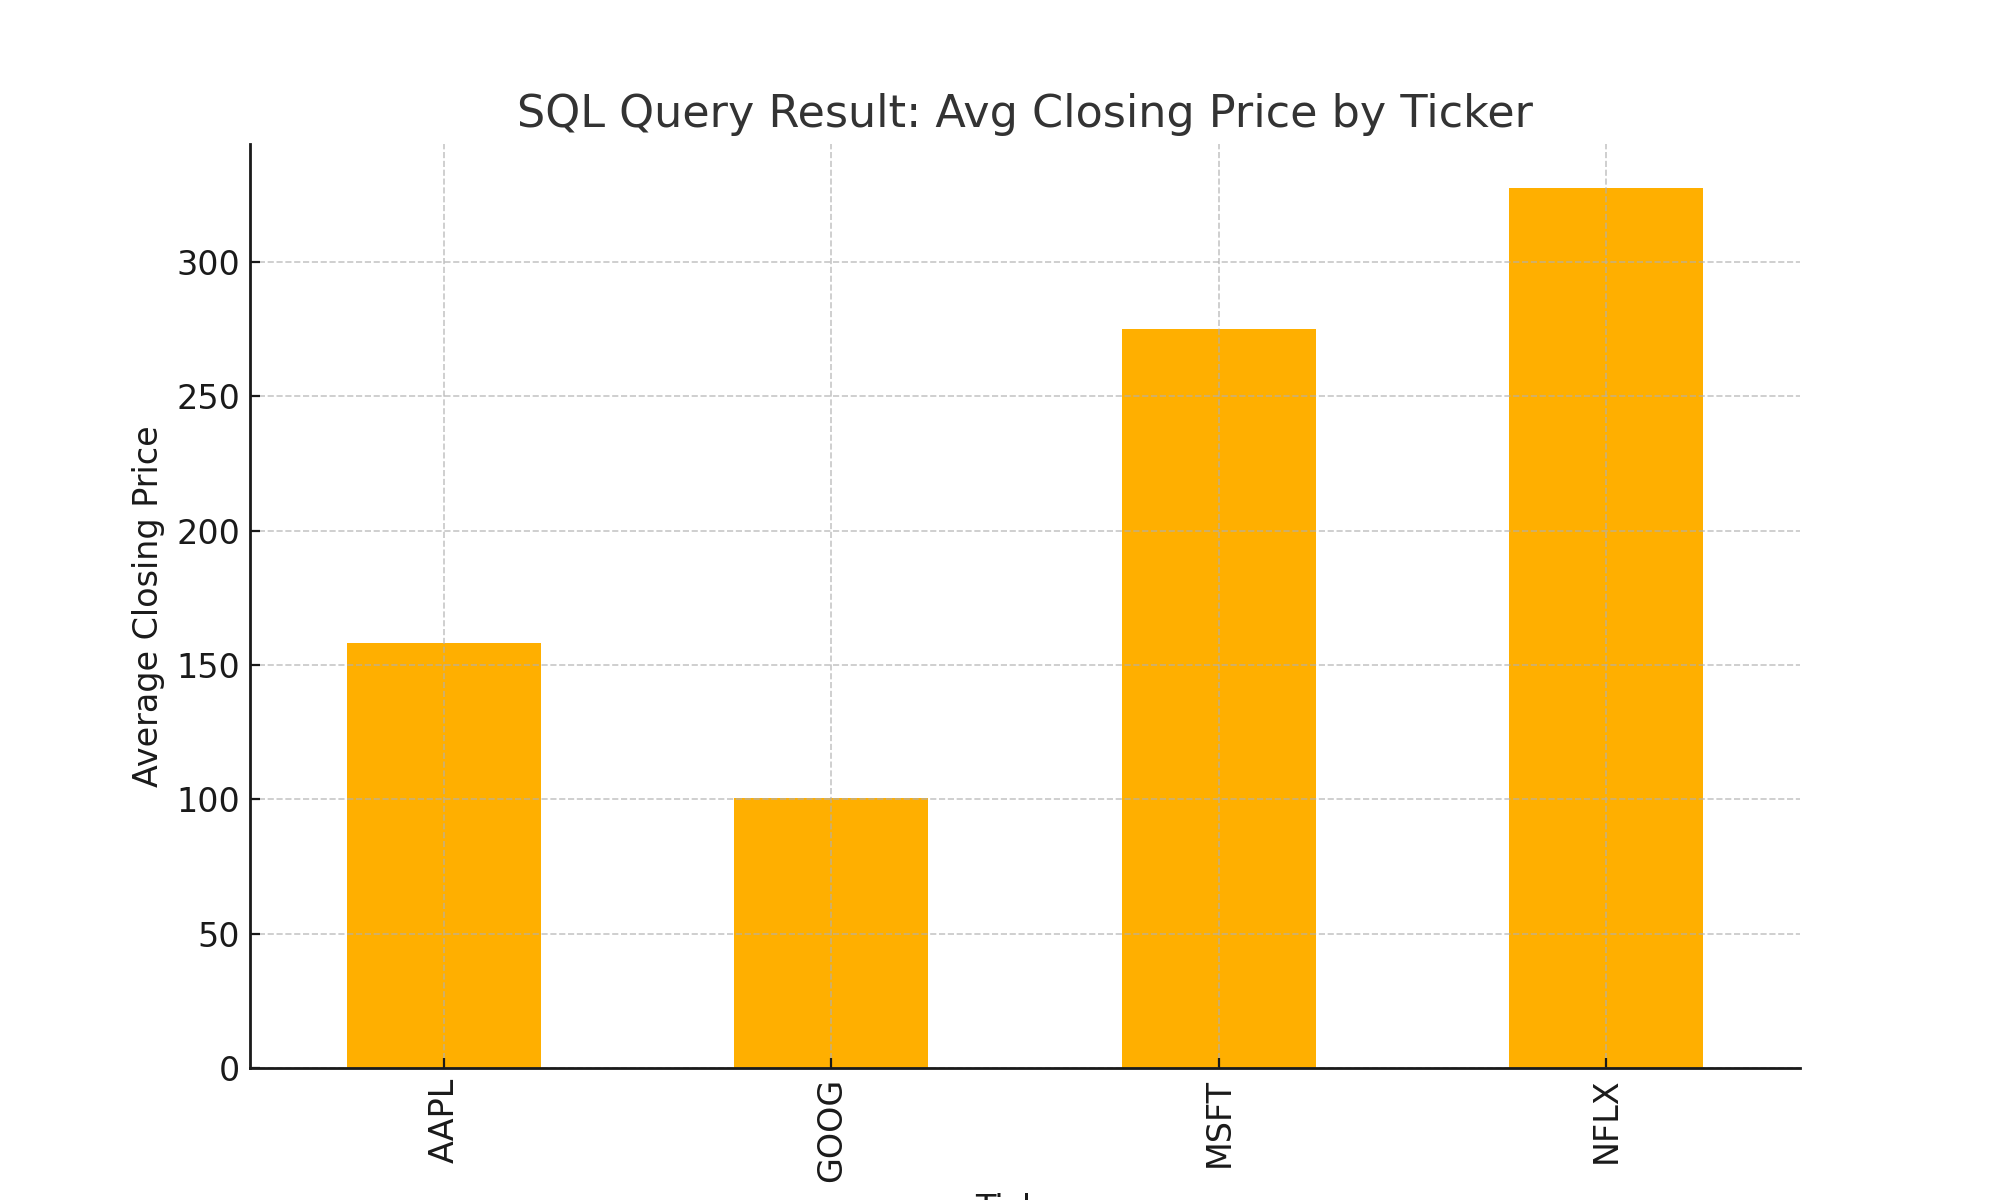 SQL Query Result: Avg Closing Price by Ticker
Average Closing Price
300
250
200
150
100
50
0
AAPL
GOOG
MSFT
NFLX